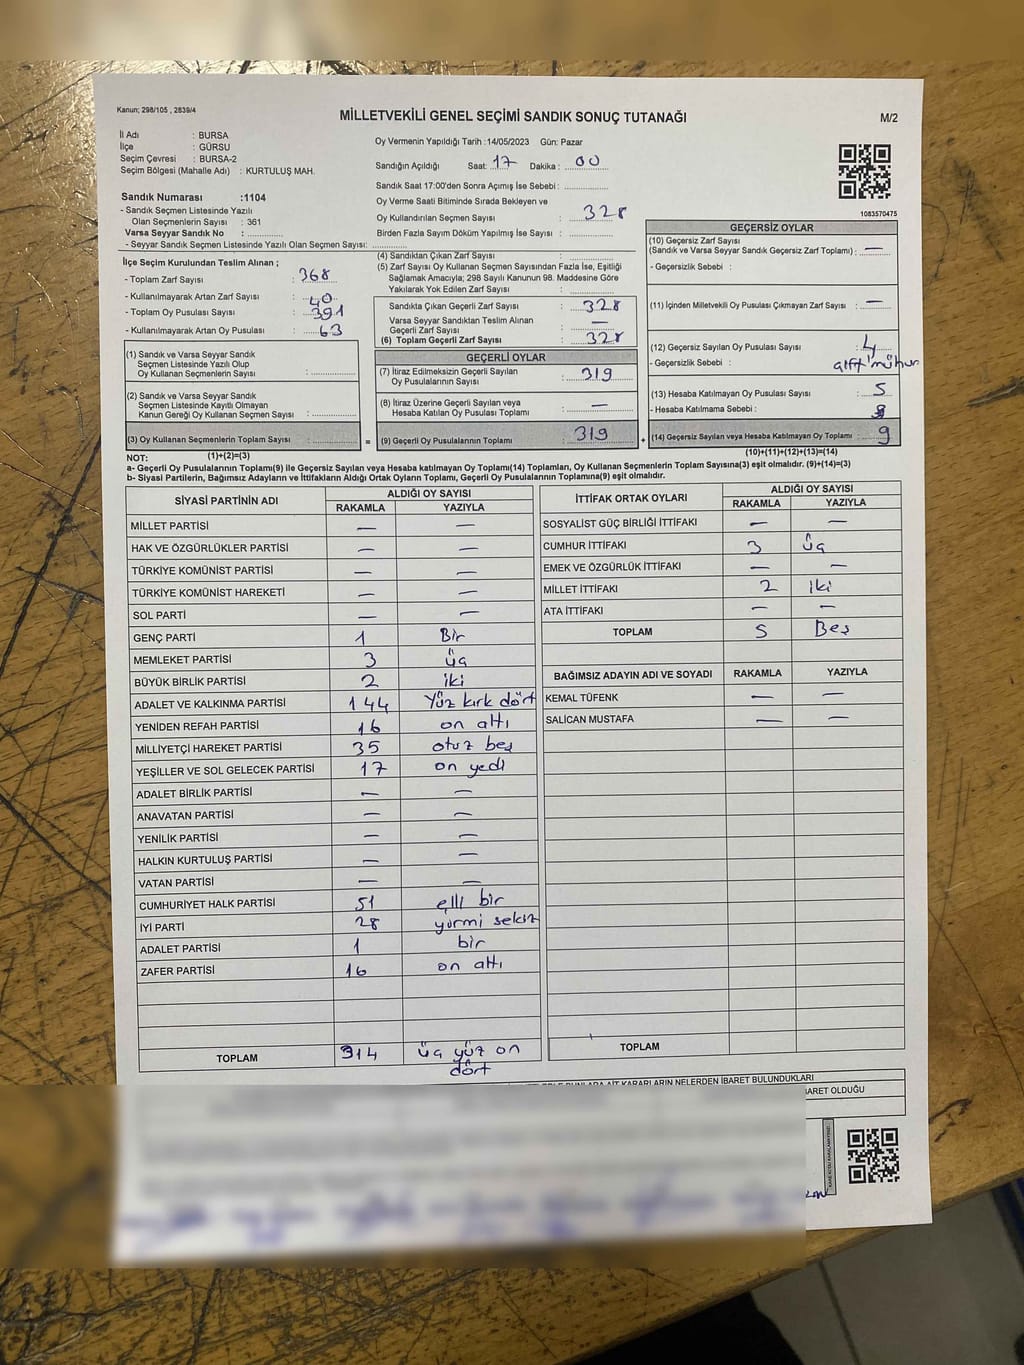 Kanun; 298/105 , 2839/4
MİLLETVEKİLİ GENEL SEÇİMİ SANDIK SONUÇ TUTANAĞI
M/2
İl Adı : BURSA
İlçe : GÜRSU
Seçim Çevresi : BURSA-2
Seçim Bölgesi (Mahalle Adı) : KURTULUŞ MAH.
Sandık Numarası :1104
- Sandık Seçmen Listesinde Yazılı
Olan Seçmenlerin Sayısı : 361
Varsa Seyyar Sandık No : ..............
- Seyyar Sandık Seçmen Listesinde Yazılı Olan Seçmen Sayısı: ..............
Oy Vermenin Yapıldığı Tarih :14/05/2023 Gün: Pazar
Sandığın Açıldığı Saat: 17 Dakika : 00
Sandık Saat 17:00'den Sonra Açımış İse Sebebi : ..............
Oy Verme Saati Bitiminde Sırada Bekleyen ve
Oy Kullandırılan Seçmen Sayısı : 328
Birden Fazla Sayım Döküm Yapılmış İse Sayısı : ..............
1083570475
İlçe Seçim Kurulundan Teslim Alınan ;
- Toplam Zarf Sayısı : 368
- Kullanılmayarak Artan Zarf Sayısı : 40
- Toplam Oy Pusulası Sayısı : 391
- Kullanılmayarak Artan Oy Pusulası : 63
(4) Sandıktan Çıkan Zarf Sayısı : ..............
(5) Zarf Sayısı Oy Kullanan Seçmen Sayısından Fazla İse, Eşitliği
Sağlamak Amacıyla; 298 Sayılı Kanunun 98. Maddesine Göre
Yakılarak Yok Edilen Zarf Sayısı : ..............
Sandıkta Çıkan Geçerli Zarf Sayısı : 328
Varsa Seyyar Sandıktan Teslim Alınan
Geçerli Zarf Sayısı : —
(6) Toplam Geçerli Zarf Sayısı : 328
GEÇERSİZ OYLAR
(10) Geçersiz Zarf Sayısı
(Sandık ve Varsa Seyyar Sandık Geçersiz Zarf Toplamı) : —
- Geçersizlik Sebebi :
(11) İçinden Milletvekili Oy Pusulası Çıkmayan Zarf Sayısı : —
(12) Geçersiz Sayılan Oy Pusulası Sayısı : 4
- Geçersizlik Sebebi :
(13) Hesaba Katılmayan Oy Pusulası Sayısı : 5
- Hesaba Katılmama Sebebi :
(14) Geçersiz Sayılan veya Hesaba Katılmayan Oy Toplamı : 9
(1) Sandık ve Varsa Seyyar Sandık
Seçmen Listesinde Yazılı Olup
Oy Kullanan Seçmenlerin Sayısı : ..............
(2) Sandık ve Varsa Seyyar Sandık
Seçmen Listesinde Kayıtlı Olmayan
Kanun Gereği Oy Kullanan Seçmen Sayısı : ..............
(3) Oy Kullanan Seçmenlerin Toplam Sayısı : ..............
=
GEÇERLİ OYLAR
(7) İtiraz Edilmeksizin Geçerli Sayılan
Oy Pusulalarının Sayısı : 319
(8) İtiraz Üzerine Geçerli Sayılan veya
Hesaba Katılan Oy Pusulası Toplamı : —
(9) Geçerli Oy Pusulalarının Toplamı : 319
+
NOT: (1)+(2)=(3)
(10)+(11)+(12)+(13)=(14)
a- Geçerli Oy Pusulalarının Toplamı(9) ile Geçersiz Sayılan veya Hesaba katılmayan Oy Toplamı(14) Toplamları, Oy Kullanan Seçmenlerin Toplam Sayısına(3) eşit olmalıdır. (9)+(14)=(3)
b- Siyasi Partilerin, Bağımsız Adayların ve İttifakların Aldığı Ortak Oyların Toplamı, Geçerli Oy Pusulalarının Toplamına(9) eşit olmalıdır.
SİYASİ PARTİNİN ADI ALDIĞI OY SAYISI
RAKAMLA YAZIYLA
MİLLET PARTİSİ — —
HAK VE ÖZGÜRLÜKLER PARTİSİ — —
TÜRKİYE KOMÜNİST PARTİSİ — —
TÜRKİYE KOMÜNİST HAREKETİ — —
SOL PARTİ — —
GENÇ PARTİ 1 Bir
MEMLEKET PARTİSİ 3 üç
BÜYÜK BİRLİK PARTİSİ 2 iki
ADALET VE KALKINMA PARTİSİ 144 Yüz kırk dört
YENİDEN REFAH PARTİSİ 16 on altı
MİLLİYETÇİ HAREKET PARTİSİ 35 otuz beş
YEŞİLLER VE SOL GELECEK PARTİSİ 17 on yedi
ADALET BİRLİK PARTİSİ — —
ANAVATAN PARTİSİ — —
YENİLİK PARTİSİ — —
HALKIN KURTULUŞ PARTİSİ — —
VATAN PARTİSİ — —
CUMHURİYET HALK PARTİSİ 51 elli bir
İYİ PARTİ 28 yirmi sekiz
ADALET PARTİSİ 1 bir
ZAFER PARTİSİ 16 on altı
TOPLAM 314 üç yüz on
dört
İTTİFAK ORTAK OYLARI ALDIĞI OY SAYISI
RAKAMLA YAZIYLA
SOSYALİST GÜÇ BİRLİĞİ İTTİFAKI — —
CUMHUR İTTİFAKI 3 üç
EMEK VE ÖZGÜRLÜK İTTİFAKI — —
MİLLET İTTİFAKI 2 iki
ATA İTTİFAKI — —
TOPLAM 5 Beş
BAĞIMSIZ ADAYIN ADI VE SOYADI RAKAMLA YAZIYLA
KEMAL TÜFENK — —
SALİCAN MUSTAFA — —
TOPLAM
KARARLARIN NELERDEN İBARET BULUNDUKLARI
OLDUĞU